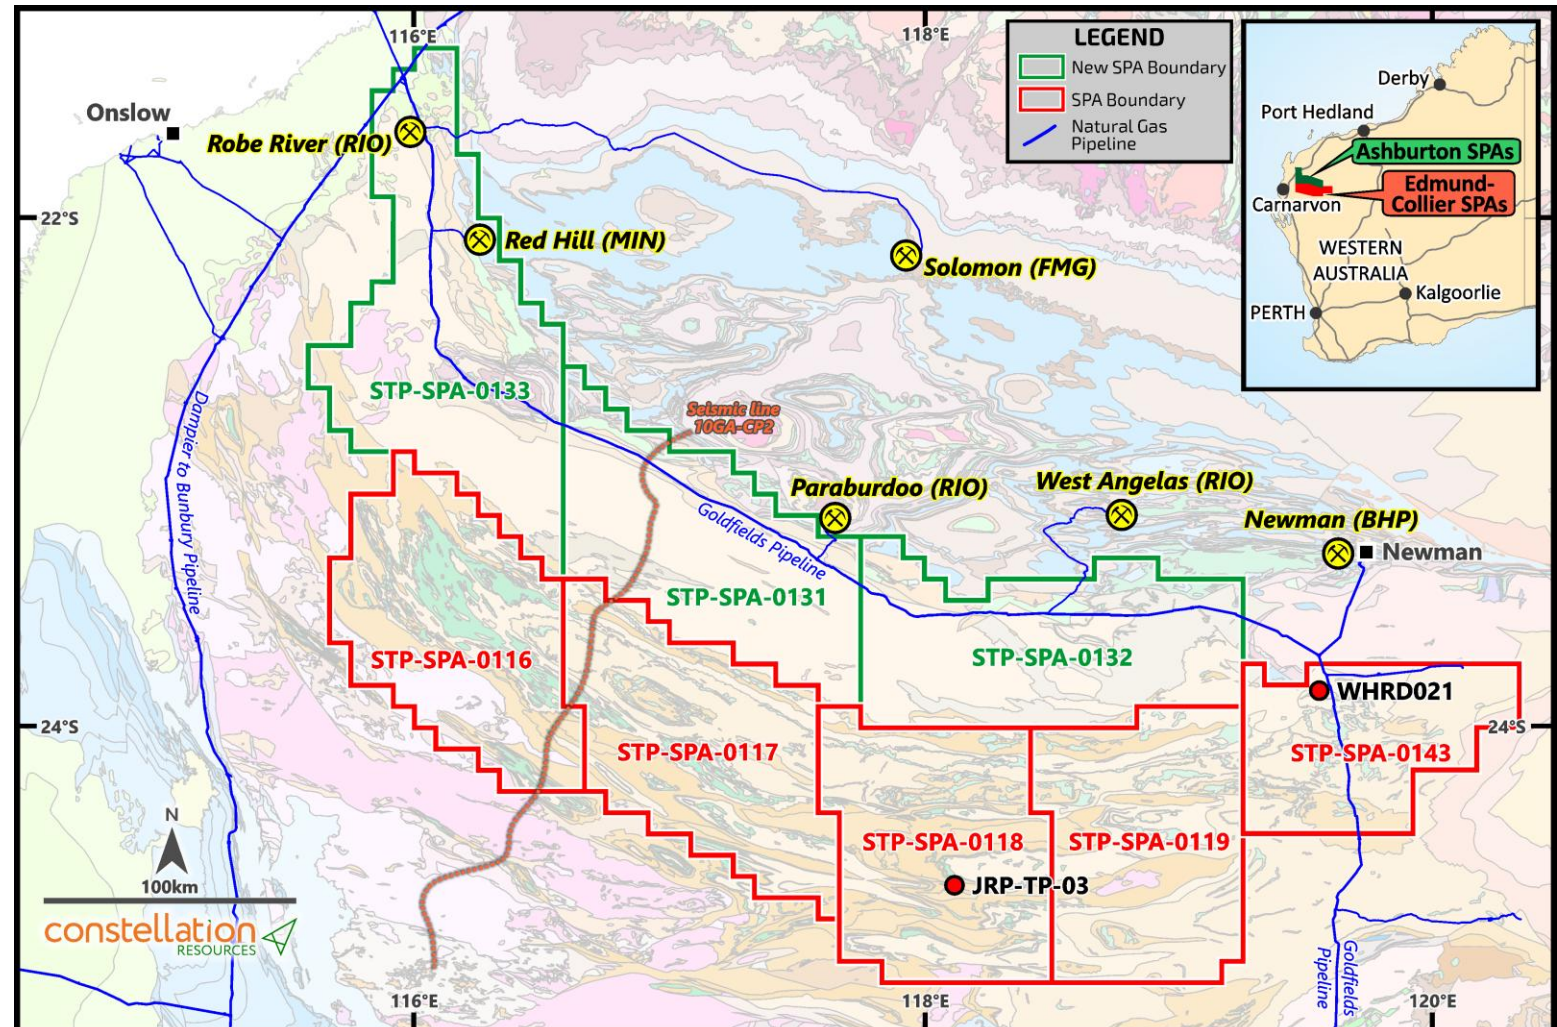 116°E
118°E
LEGEND
New SPA Boundary
SPA Boundary
Natural Gas
Pipeline
Derby
Port Hedland
Ashburton SPAs
Edmund-
Collier SPAs
Carnarvon
WESTERN
AUSTRALIA
Kalgoorlie
PERTH
Onslow
Robe River (RIO)
22°S
Red Hill (MIN)
Solomon (FMG)
STP-SPA-0133
Seismic line
10GA-CP2
Dampier to Bunbury Pipeline
Paraburdoo (RIO)
West Angelas (RIO)
Newman (BHP)
Newman
Goldfields Pipeline
STP-SPA-0131
STP-SPA-0116
STP-SPA-0132
WHRD021
24°S
24°S
STP-SPA-0117
STP-SPA-0143
STP-SPA-0118
STP-SPA-0119
JRP-TP-03
N
100km
constellation
RESOURCES
Goldfields
Pipeline
116°E
118°E
120°E